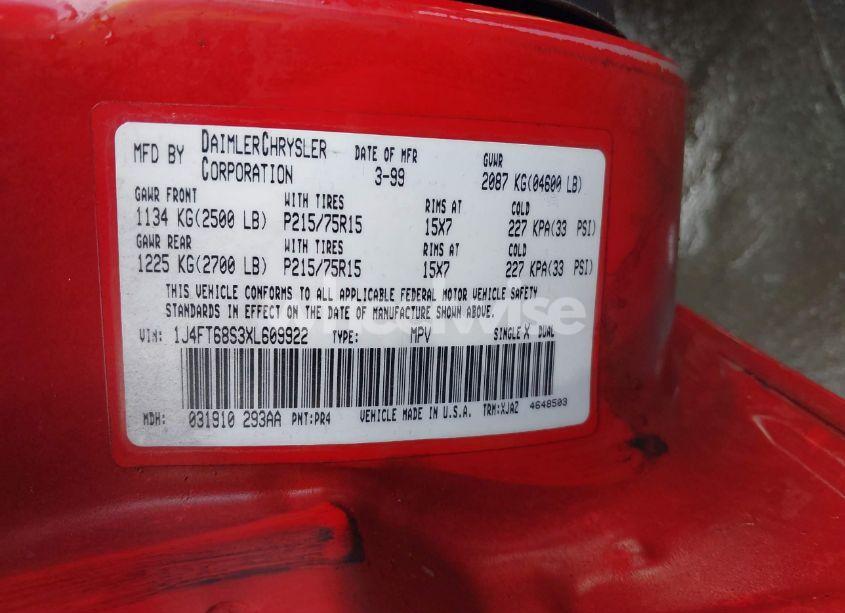 MFD BY DAIMLERCHRYSLER CORPORATION DATE OF MFR 3-99 GVWR 2087 KG(04600 LB)
GAWR FRONT WITH TIRES RIMS AT COLD
1134 KG(2500 LB) P215/75R15 15X7 227 KPA(33 PSI)
GAWR REAR WITH TIRES RIMS AT COLD
1225 KG(2700 LB) P215/75R15 15X7 227 KPA(33 PSI)
THIS VEHICLE CONFORMS TO ALL APPLICABLE FEDERAL MOTOR VEHICLE SAFETY
STANDARDS IN EFFECT ON THE DATE OF MANUFACTURE SHOWN ABOVE.
VIN: 1J4FT68S3XL609922 TYPE: MPV SINGLE X DUAL
MDH: 031910 293AA PNT:PR4 VEHICLE MADE IN U.S.A. TRM:XJAZ 4648503